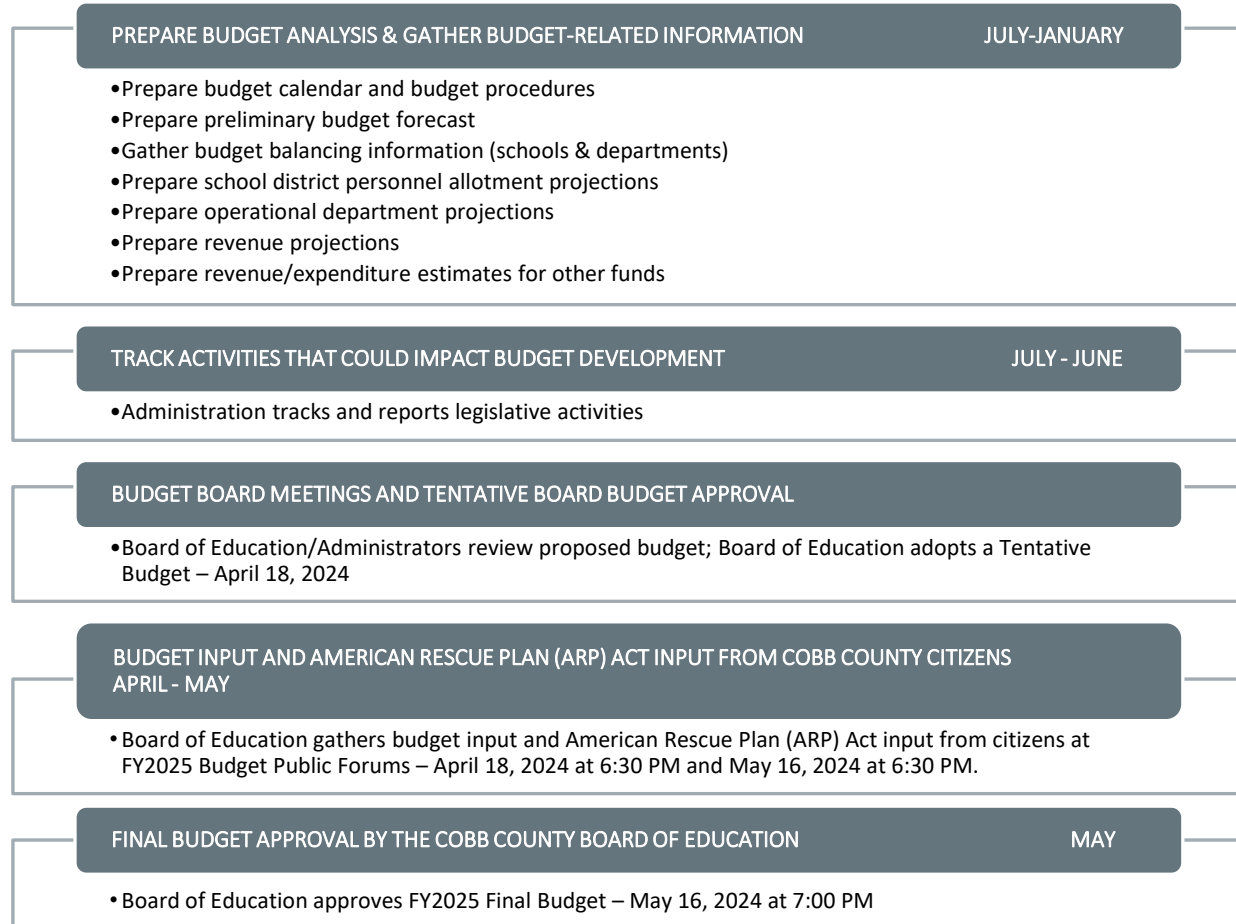 PREPARE BUDGET ANALYSIS & GATHER BUDGET-RELATED INFORMATION JULY-JANUARY
•Prepare budget calendar and budget procedures
•Prepare preliminary budget forecast
•Gather budget balancing information (schools & departments)
•Prepare school district personnel allotment projections
•Prepare operational department projections
•Prepare revenue projections
•Prepare revenue/expenditure estimates for other funds
TRACK ACTIVITIES THAT COULD IMPACT BUDGET DEVELOPMENT JULY - JUNE
•Administration tracks and reports legislative activities
BUDGET BOARD MEETINGS AND TENTATIVE BOARD BUDGET APPROVAL
•Board of Education/Administrators review proposed budget; Board of Education adopts a Tentative
Budget – April 18, 2024
BUDGET INPUT AND AMERICAN RESCUE PLAN (ARP) ACT INPUT FROM COBB COUNTY CITIZENS
APRIL - MAY
• Board of Education gathers budget input and American Rescue Plan (ARP) Act input from citizens at
FY2025 Budget Public Forums – April 18, 2024 at 6:30 PM and May 16, 2024 at 6:30 PM.
FINAL BUDGET APPROVAL BY THE COBB COUNTY BOARD OF EDUCATION MAY
• Board of Education approves FY2025 Final Budget – May 16, 2024 at 7:00 PM